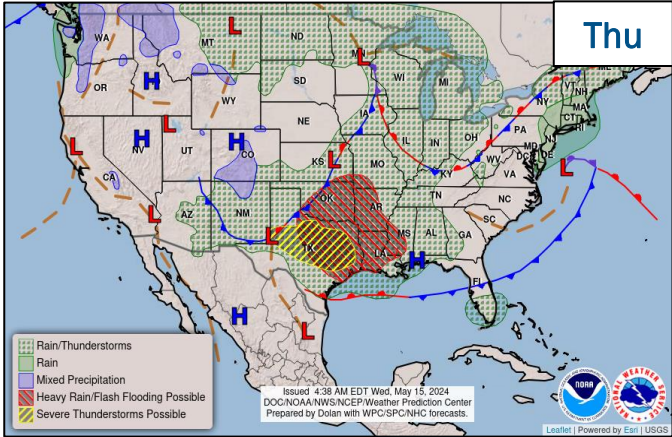 Thu
WA
MT
ND
MN
OR
SD
WI
WY
IA
NE
NV
UT
CO
KS
MO
IL
IN
OH
PA
NY
VT
NH
MA
CT
RI
NJ
MD
DE
DC
WV
VA
KY
CA
AZ
NM
OK
AR
TN
NC
SC
TX
LA
MS
AL
GA
FL
ME
H
H
H
H
H
L
L
L
L
L
L
L
L
L
Rain/Thunderstorms
Rain
Mixed Precipitation
Heavy Rain/Flash Flooding Possible
Severe Thunderstorms Possible
Issued 4:38 AM EDT Wed, May 15, 2024
DOC/NOAA/NWS/NCEP/Weather Prediction Center
Prepared by Dolan with WPC/SPC/NHC forecasts.
NOAA
NATIONAL WEATHER SERVICE
Leaflet | Powered by Esri | USGS